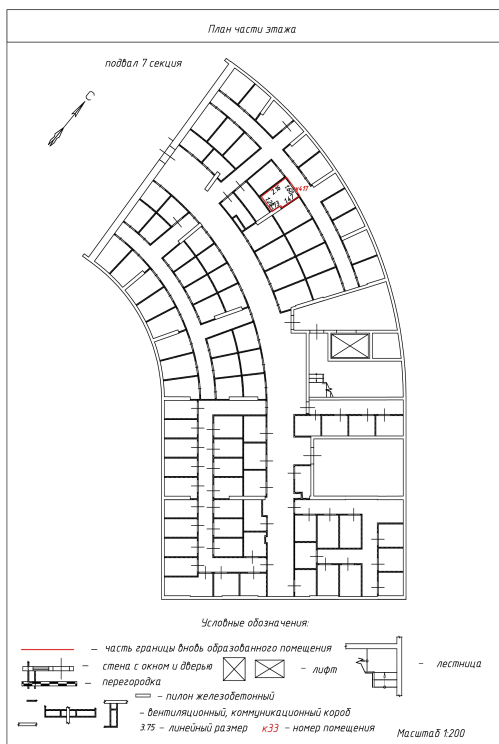 План части этажа
подвал 7 секция
С
к417
Условные обозначения:
— часть границы вновь образованного помещения
— стена с окном и дверью
— лифт
— лестница
— перегородка
— пилон железобетонный
— вентиляционный, коммуникационный короб
3.75 — линейный размер к33 — номер помещения
Масштаб 1:200